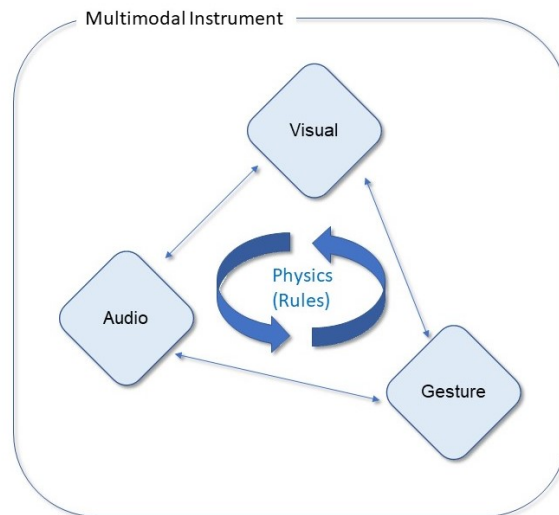 Multimodal Instrument
Visual
Physics
(Rules)
Audio
Gesture